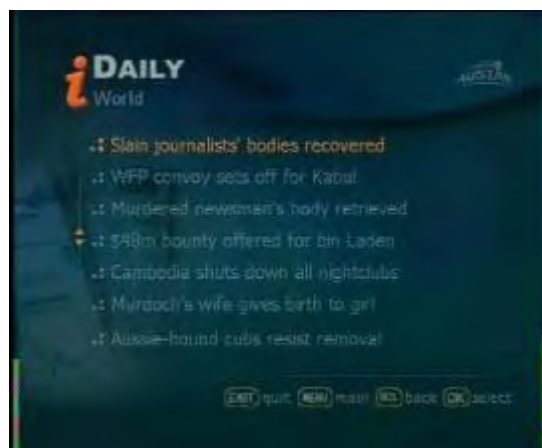 i DAILY
World
AUSTAR
Slain journalists' bodies recovered
WFP convoy sets off for Kabul
Murdered newsman's body retrieved
$48m bounty offered for bin Laden
Cambodia shuts down all nightclubs
Murdoch's wife gives birth to girl
Aussie-bound cubs resist removal
EXIT quit MENU main back select